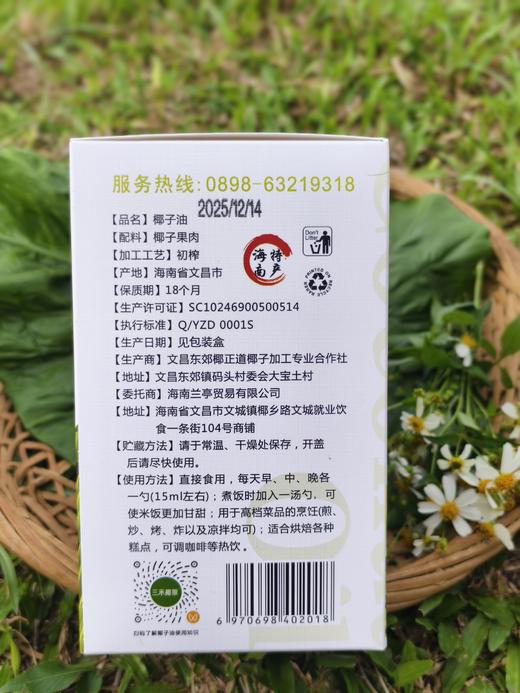 服务热线: 0898-63219318
2025/12/14
【品名】椰子油
【配料】椰子果肉
【加工工艺】初榨
【产地】海南省文昌市
【保质期】18个月
海南特产
Don't Litter
PRINTED ON RECYCLED PAPER
【生产许可证】SC10246900500514
【执行标准】Q/YZD 0001S
【生产日期】见包装盒
【生产商】文昌东郊椰正道椰子加工专业合作社
【地址】文昌东郊镇码头村委会大宝土村
【委托商】海南兰亭贸易有限公司
【地址】海南省文昌市文城镇椰乡路文城就业饮
食一条街104号商铺
【贮藏方法】请于常温、干燥处保存，开盖
后请尽快使用。
【使用方法】直接食用，每天早、中、晚各
一勺(15ml左右)；煮饭时加入一汤勺．可
使米饭更加甘甜；用于高档菜品的烹饪(煎、
炒、烤、炸以及凉拌均可)；适合烘焙各种
糕点，可调咖啡等热饮。
三禾椰泉
扫码了解椰子油使用知识
6 970698 402018